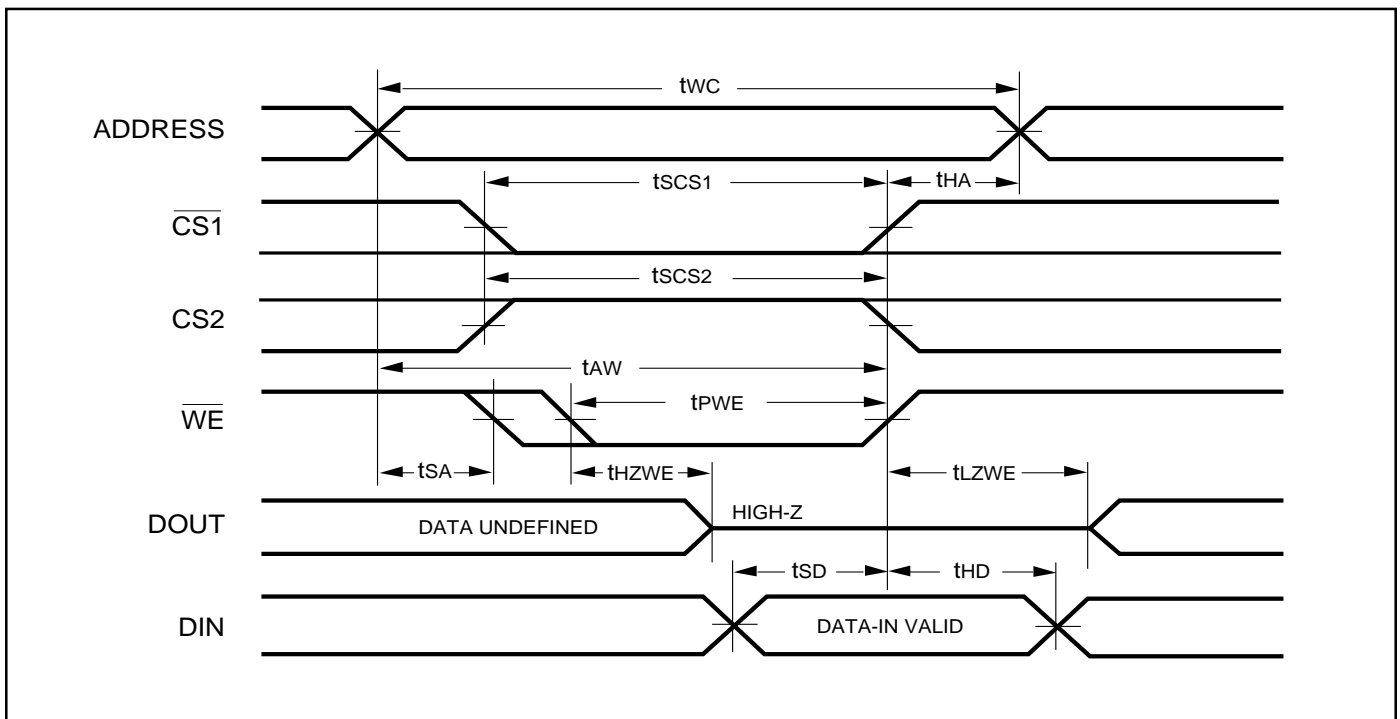 tWC
ADDRESS
tSCS1
tHA
CS1
tSCS2
CS2
tAW
WE
tPWE
tSA
tHZWE
tLZWE
DOUT
DATA UNDEFINED
HIGH-Z
tSD
tHD
DIN
DATA-IN VALID